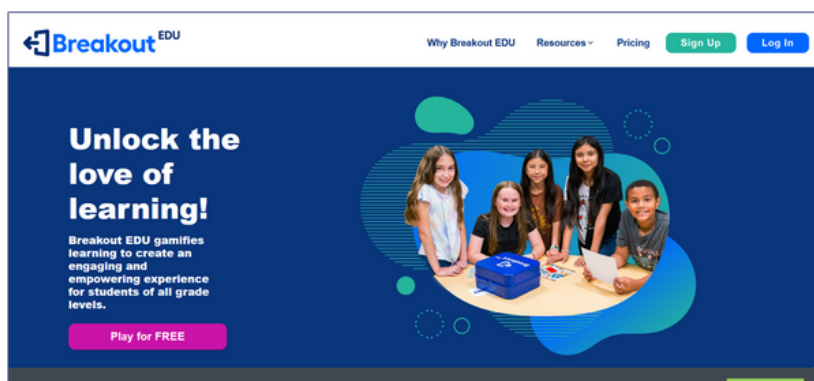 Breakout EDU
Why Breakout EDU Resources Pricing Sign Up Log In
Unlock the
love of
learning!
Breakout EDU gamifies
learning to create an
engaging and
empowering experience
for students of all grade
levels.
Play for FREE